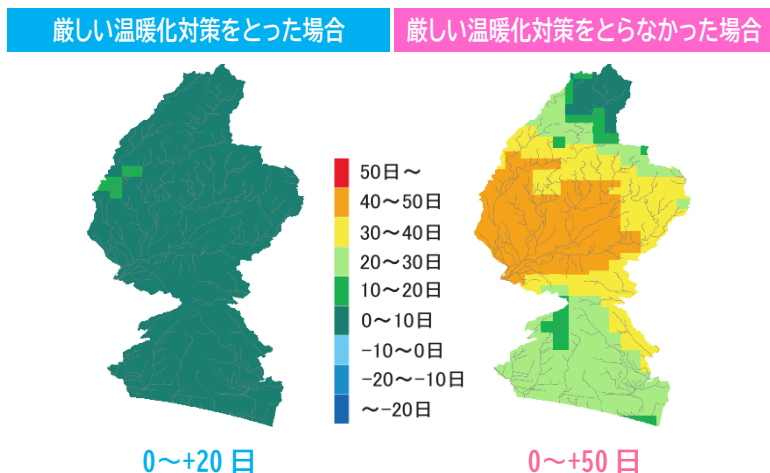 厳しい温暖化対策をとった場合
厳しい温暖化対策をとらなかった場合
50日～
40～50日
30～40日
20～30日
10～20日
0～10日
-10～0日
-20～-10日
～-20日
0～+20 日
0～+50 日